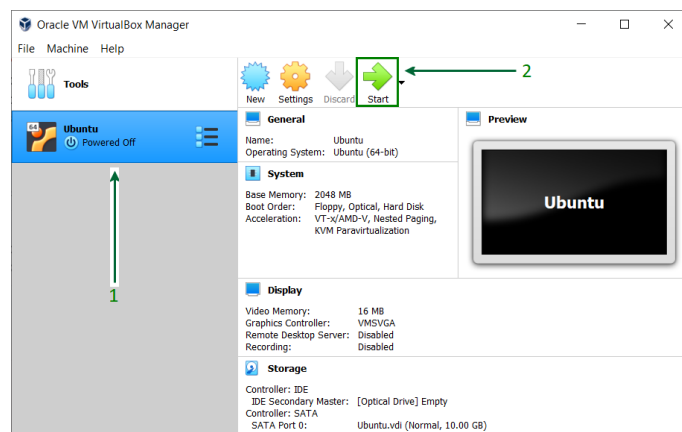 Oracle VM VirtualBox Manager
File Machine Help
Tools
New Settings Discard Start
2
64
Ubuntu
Powered Off
1
General
Name: Ubuntu
Operating System: Ubuntu (64-bit)
System
Base Memory: 2048 MB
Boot Order: Floppy, Optical, Hard Disk
Acceleration: VT-x/AMD-V, Nested Paging,
KVM Paravirtualization
Preview
Ubuntu
Display
Video Memory: 16 MB
Graphics Controller: VMSVGA
Remote Desktop Server: Disabled
Recording: Disabled
Storage
Controller: IDE
IDE Secondary Master: [Optical Drive] Empty
Controller: SATA
SATA Port 0: Ubuntu.vdi (Normal, 10.00 GB)